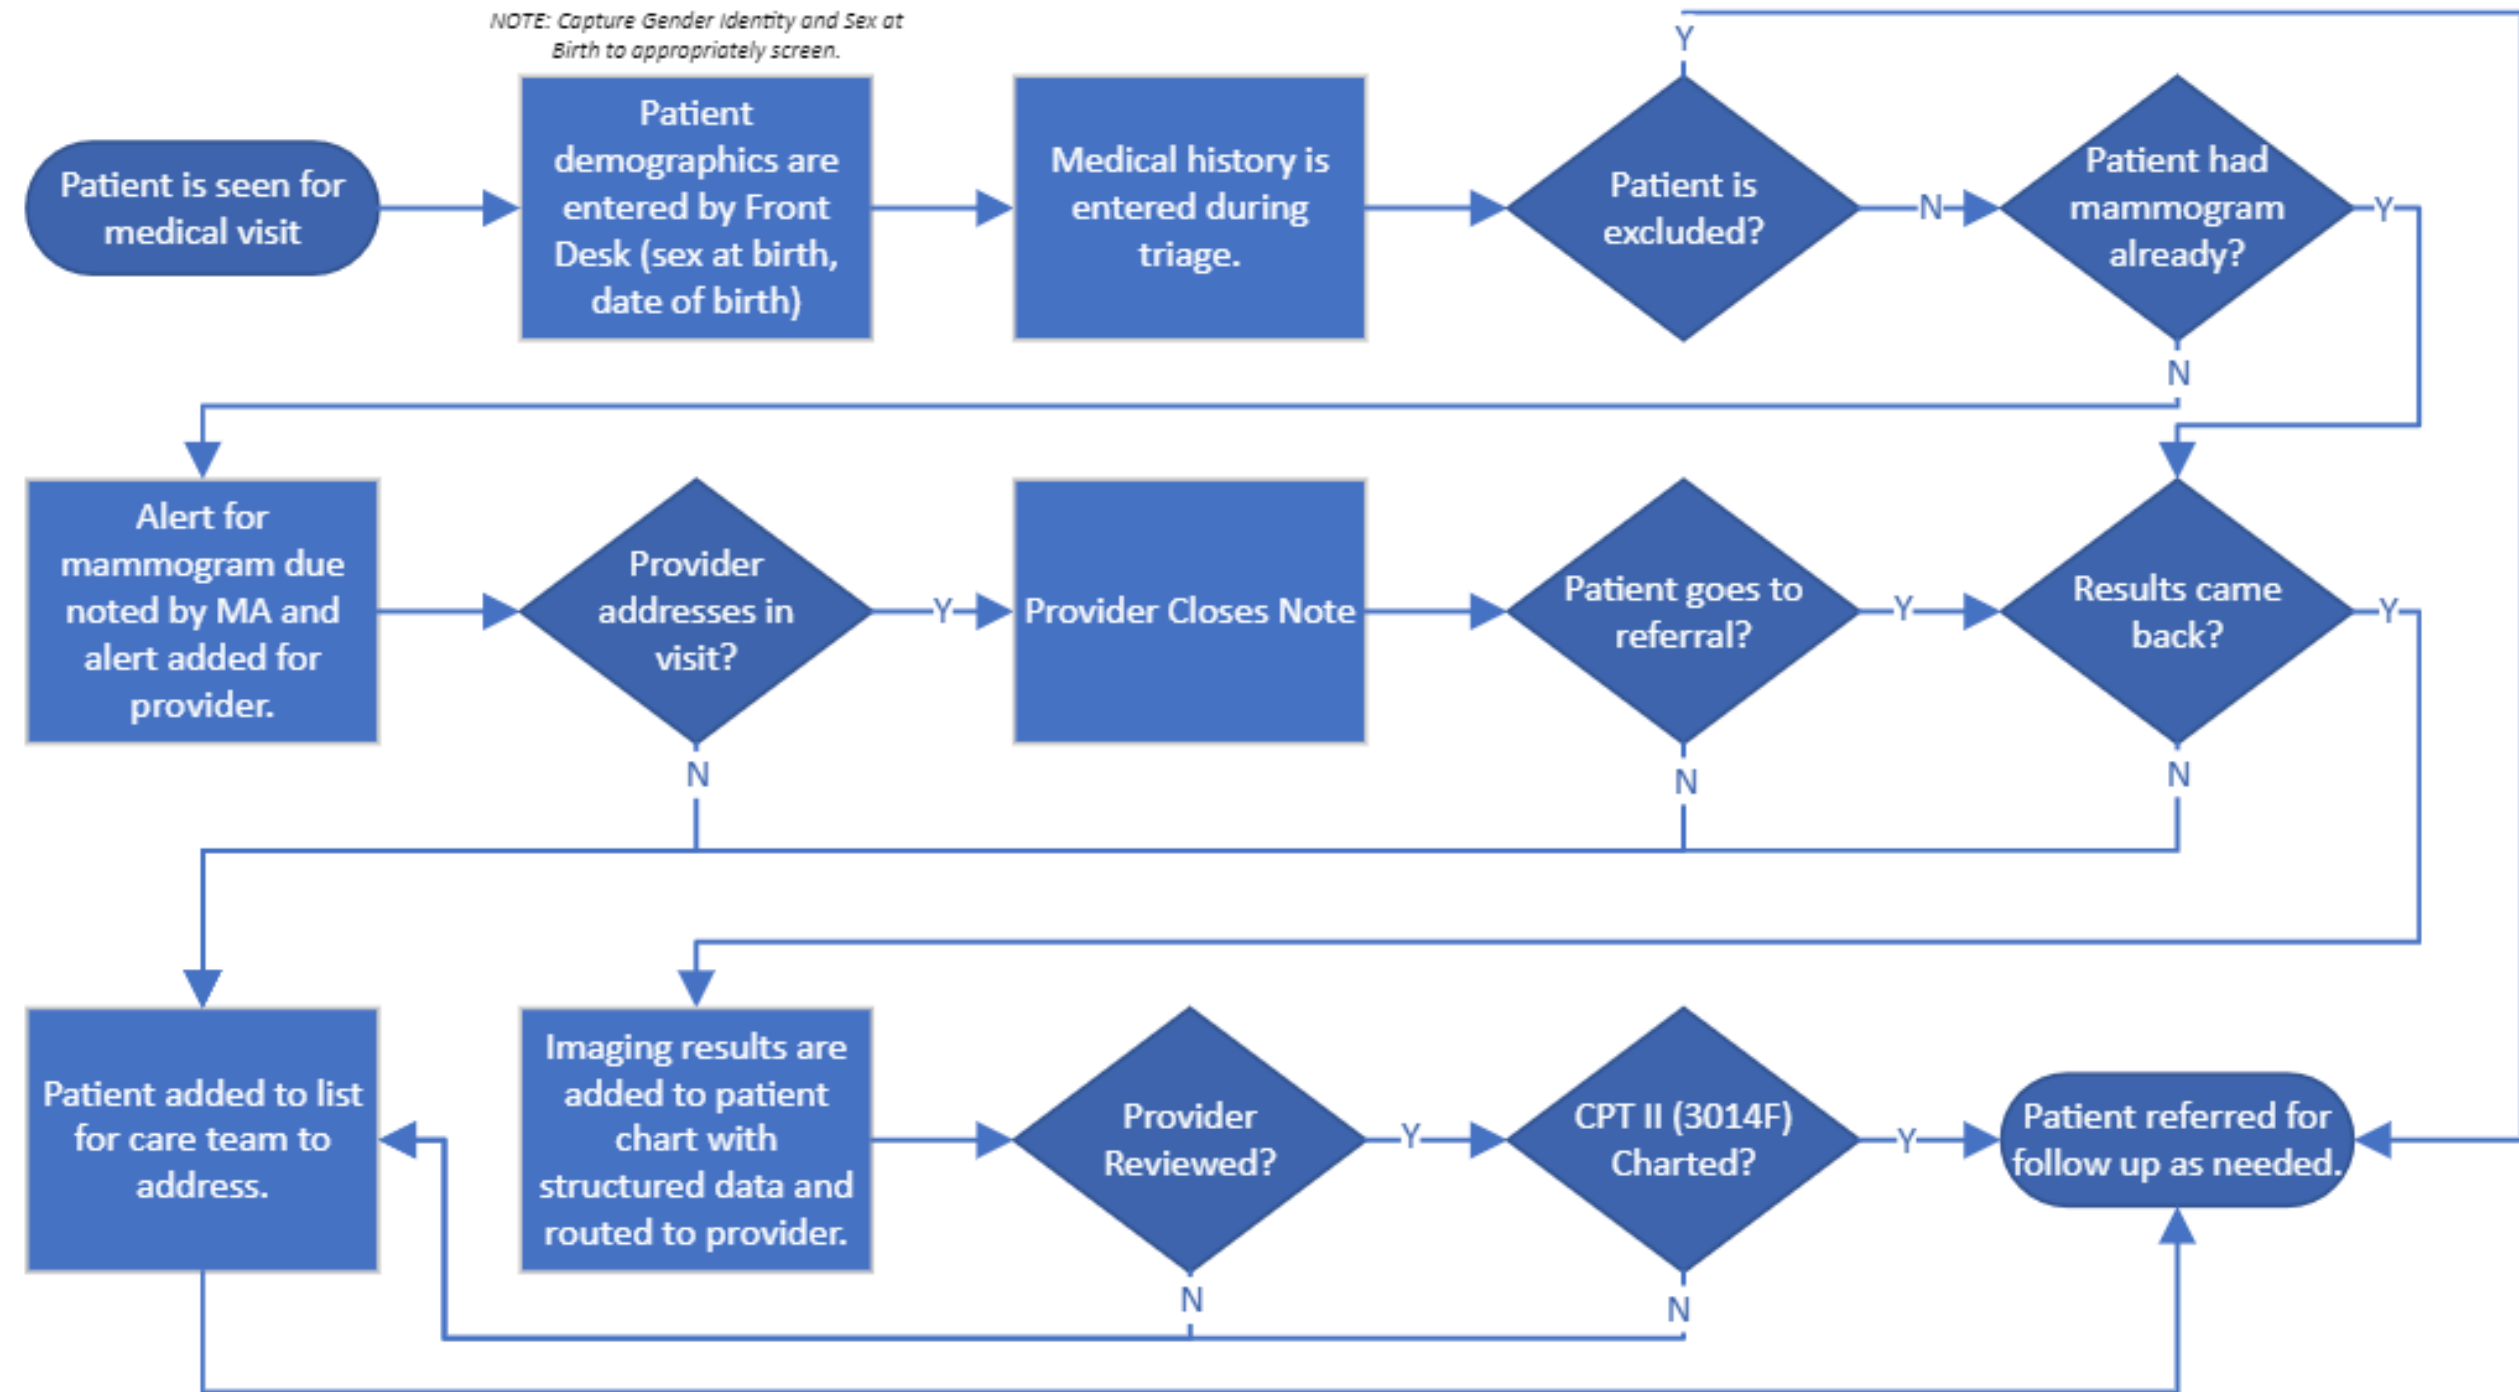 NOTE: Capture Gender Identity and Sex at
Birth to appropriately screen.
Patient is seen for
medical visit
Patient
demographics are
entered by Front
Desk (sex at birth,
date of birth)
Medical history is
entered during
triage.
Y
Patient is
excluded?
N
Patient had
mammogram
already?
Y
N
Alert for
mammogram due
noted by MA and
alert added for
provider.
Provider
addresses in
visit?
Y
N
Provider Closes Note
Patient goes to
referral?
Y
N
Results came
back?
Y
N
Patient added to list
for care team to
address.
Imaging results are
added to patient
chart with
structured data and
routed to provider.
Provider
Reviewed?
Y
N
CPT II (3014F)
Charted?
Y
N
Patient referred for
follow up as needed.